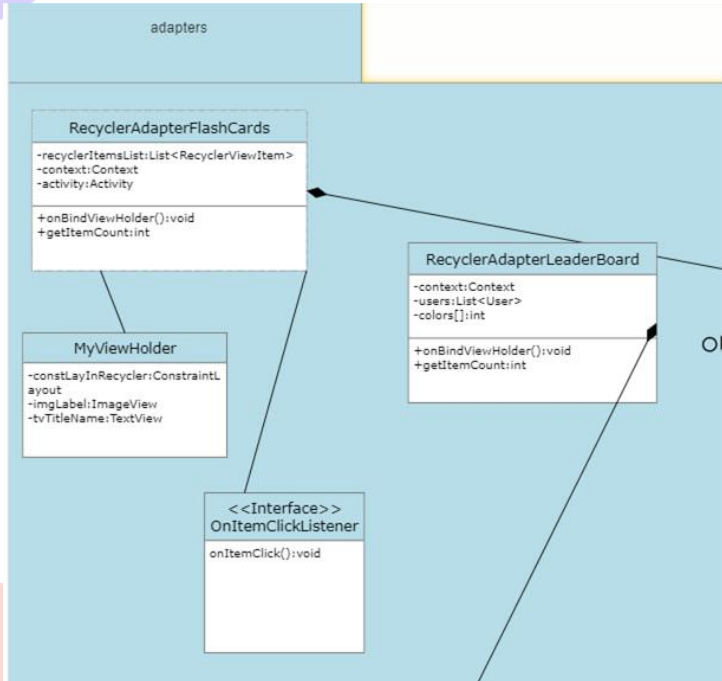 adapters
RecyclerAdapterFlashCards
-recyclerItemsList:List<RecyclerViewItem>
-context:Context
-activity:Activity
+onBindViewHolder():void
+getItemCount:int
RecyclerAdapterLeaderBoard
-context:Context
-users:List<User>
-colors[]:int
+onBindViewHolder():void
+getItemCount:int
MyViewHolder
-constLayInRecycler:ConstraintL
ayout
-imgLabel:ImageView
-tvTitleName:TextView
<<Interface>>
OnItemClickListener
onItemClick():void